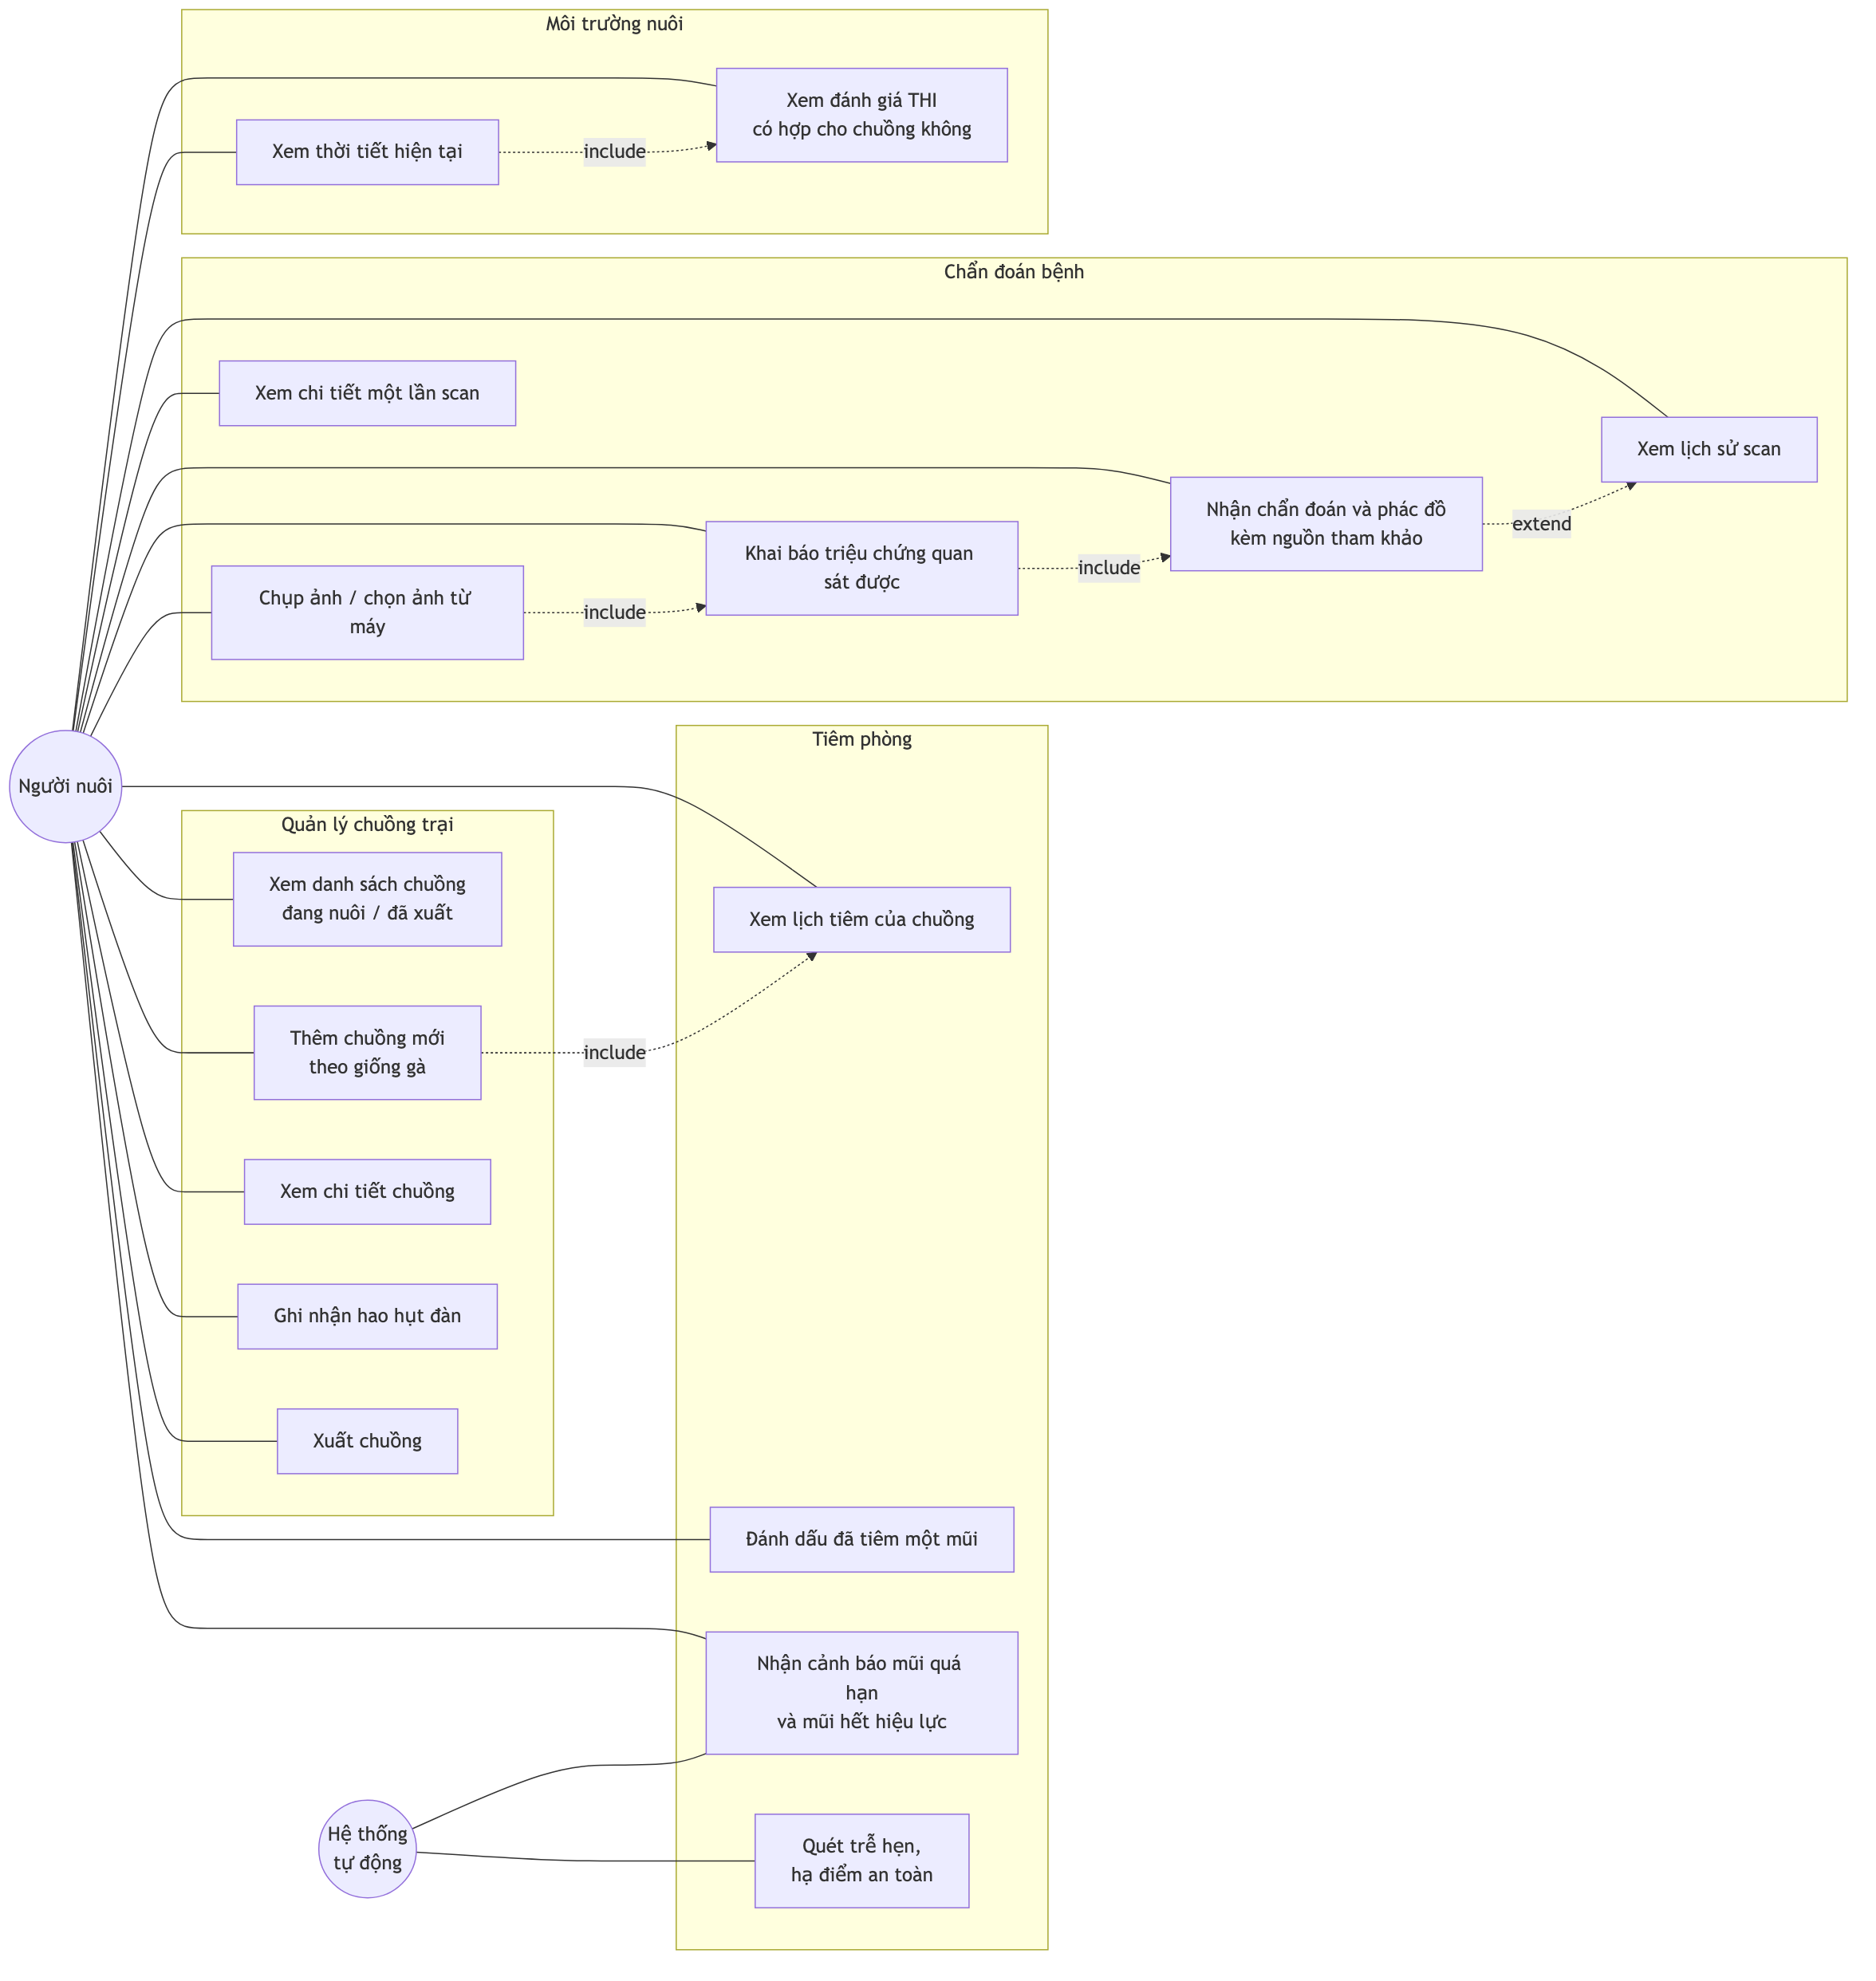 Môi trường nuôi
Xem đánh giá THI
có hợp cho chuồng không
Xem thời tiết hiện tại
include
Chẩn đoán bệnh
Xem chi tiết một lần scan
Xem lịch sử scan
Nhận chẩn đoán và phác đồ
kèm nguồn tham khảo
extend
Khai báo triệu chứng quan
sát được
include
Chụp ảnh / chọn ảnh từ
máy
include
Tiêm phòng
Người nuôi
Quản lý chuồng trại
Xem danh sách chuồng
đang nuôi / đã xuất
Xem lịch tiêm của chuồng
Thêm chuồng mới
theo giống gà
include
Xem chi tiết chuồng
Ghi nhận hao hụt đàn
Xuất chuồng
Đánh dấu đã tiêm một mũi
Nhận cảnh báo mũi quá
hạn
và mũi hết hiệu lực
Hệ thống
tự động
Quét trễ hẹn,
hạ điểm an toàn